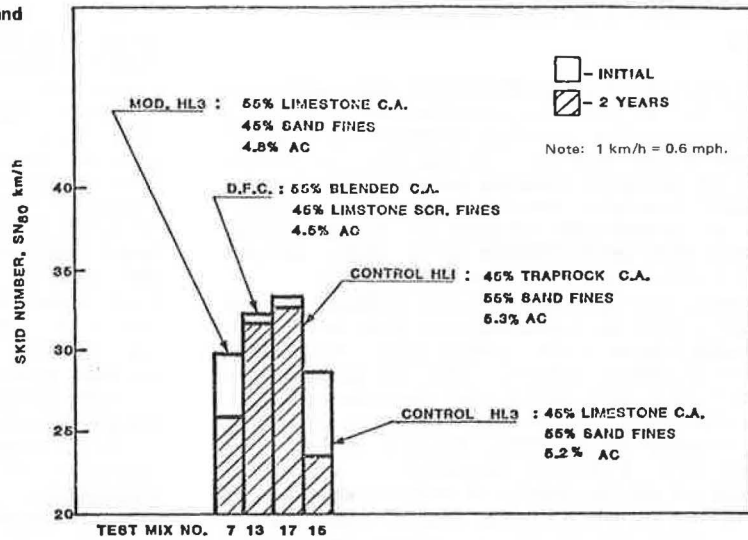 and
- INITIAL
- 2 YEARS
Note: 1 km/h = 0.6 mph.
MOD. HL3 : 55% LIMESTONE C.A.
45% SAND FINES
4.8% AC
D.F.C. : 55% BLENDED C.A.
45% LIMSTONE SCR. FINES
4.5% AC
CONTROL HL1 : 45% TRAPROCK C.A.
55% SAND FINES
5.3% AC
CONTROL HL3 : 45% LIMESTONE C.A.
55% SAND FINES
5.2% AC
SKID NUMBER, SN80 km/h
40
35
30
25
20
TEST MIX NO. 7 13 17 15